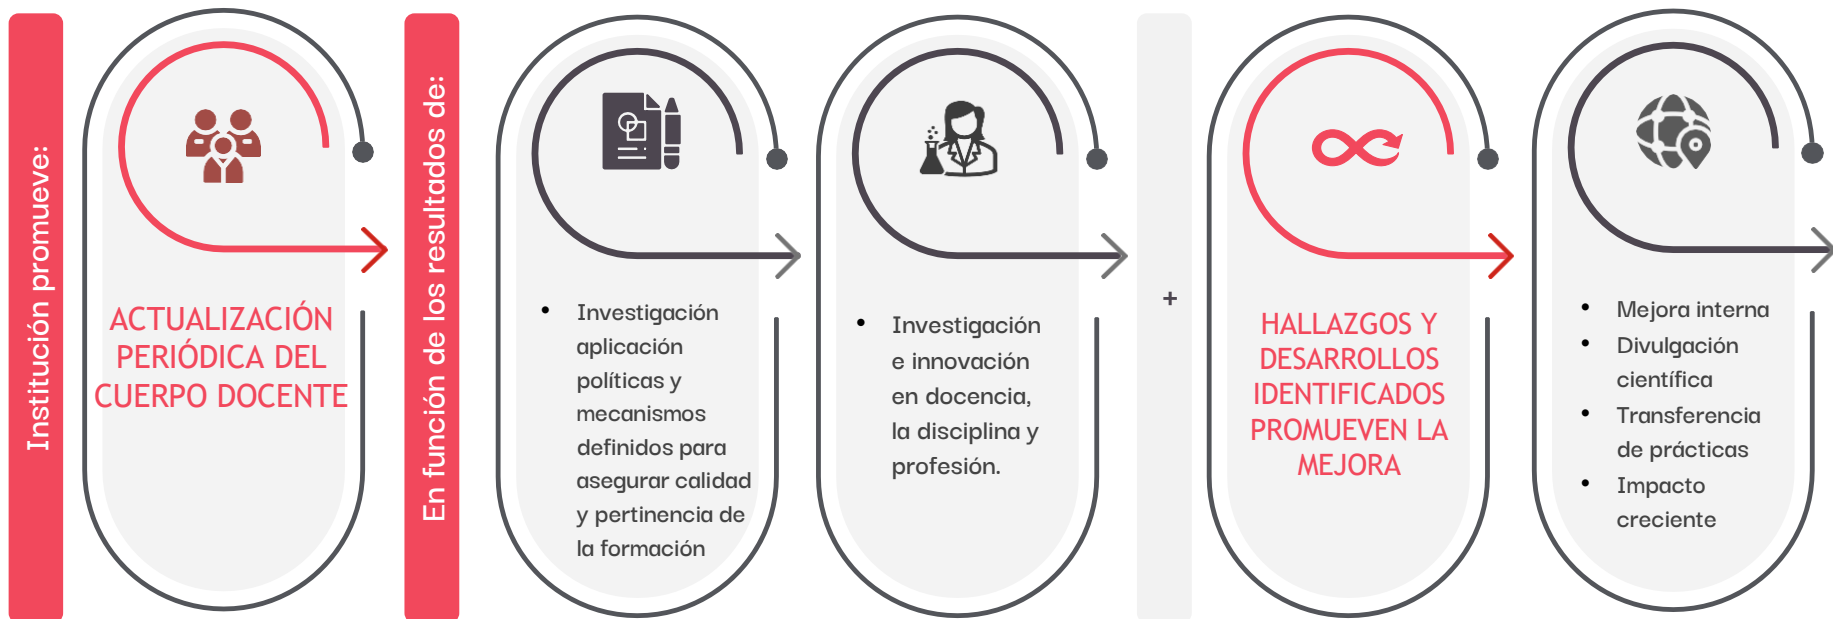 Institución promueve:
ACTUALIZACIÓN
PERIÓDICA DEL
CUERPO DOCENTE
En función de los resultados de:
• Investigación
aplicación
políticas y
mecanismos
definidos para
asegurar calidad
y pertinencia de
la formación
• Investigación
e innovación
en docencia,
la disciplina y
profesión.
+
HALLAZGOS Y
DESARROLLOS
IDENTIFICADOS
PROMUEVEN LA
MEJORA
• Mejora interna
• Divulgación
científica
• Transferencia
de prácticas
• Impacto
creciente